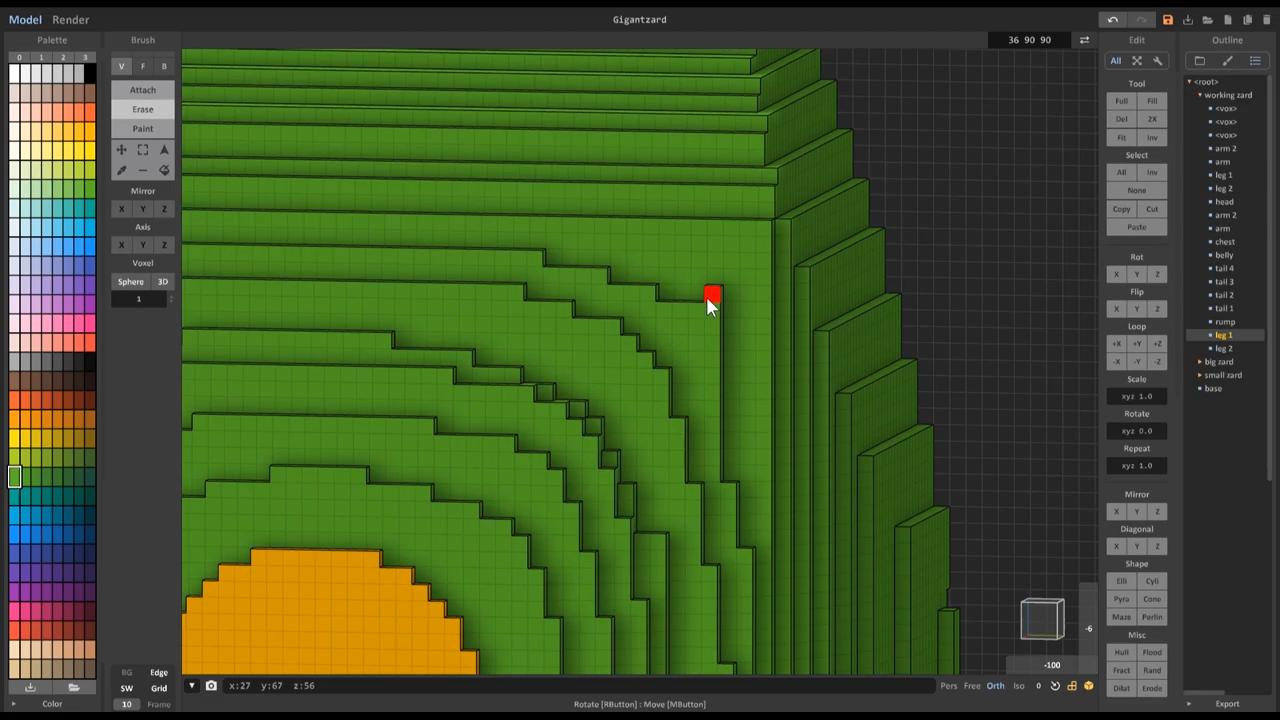 Model Render Gigantzard
Palette Brush 36 90 90 Edit Outline
0 1 2 3
V F B All
Attach
Erase
Paint
Mirror
X Y Z
Axis
X Y Z
Voxel
Sphere 3D
1
BG Edge
SW Grid
10 Frame
Color
Tool
Full Fill
Del 2X
Fit Inv
Select
All Inv
None
Copy Cut
Paste
Rot
X Y Z
Flip
X Y Z
Loop
+X +Y +Z
-X -Y -Z
Scale
xyz 1.0
Rotate
xyz 0.0
Repeat
xyz 1.0
Mirror
X Y Z
Diagonal
X Y Z
Shape
Elli Cyli
Pyra Cone
Maze Perlin
Misc
Hull Flood
Fract Rand
Dilat Erode
<root>
working zard
<vox>
<vox>
<vox>
arm 2
arm
leg 1
leg 2
head
arm 2
arm
chest
belly
tail 4
tail 3
tail 2
tail 1
rump
leg 1
leg 2
big zard
small zard
base
Export
-6
-100
x:27 y:67 z:56
Pers Free Orth Iso 0
Rotate [RButton] : Move [MButton]